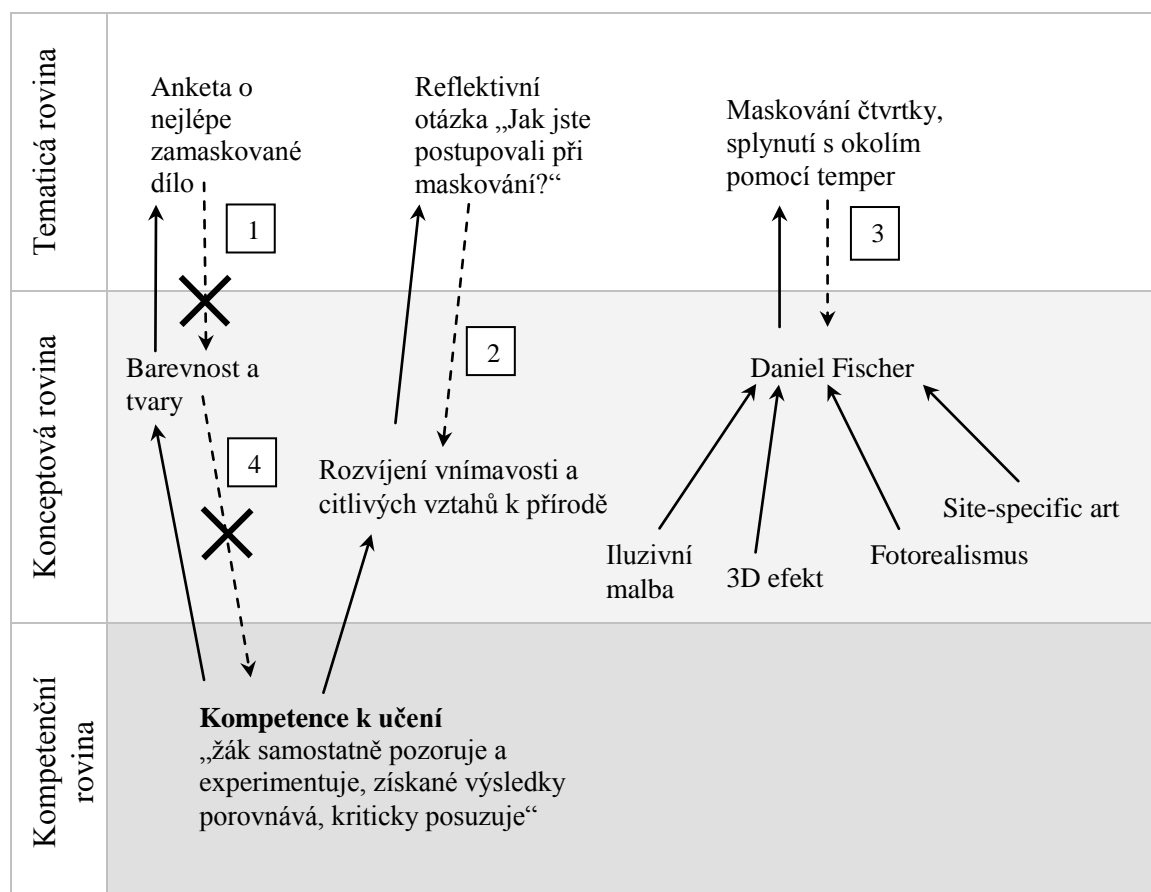 Tematická rovina
Anketa o
nejlépe
zamaskované
dílo
1
Reflektivní
otázka „Jak jste
postupovali při
maskování?“
Maskování čtvrtky,
splynutí s okolím
pomocí temper
3
Konceptová rovina
Barevnost a
tvary
4
2
Rozvíjení vnímavosti a
citlivých vztahů k přírodě
Daniel Fischer
Iluzivní
malba
3D efekt
Fotorealismus
Site-specific art
Kompetenční
rovina
Kompetence k učení
„žák samostatně pozoruje a
experimentuje, získané výsledky
porovnává, kriticky posuzuje“